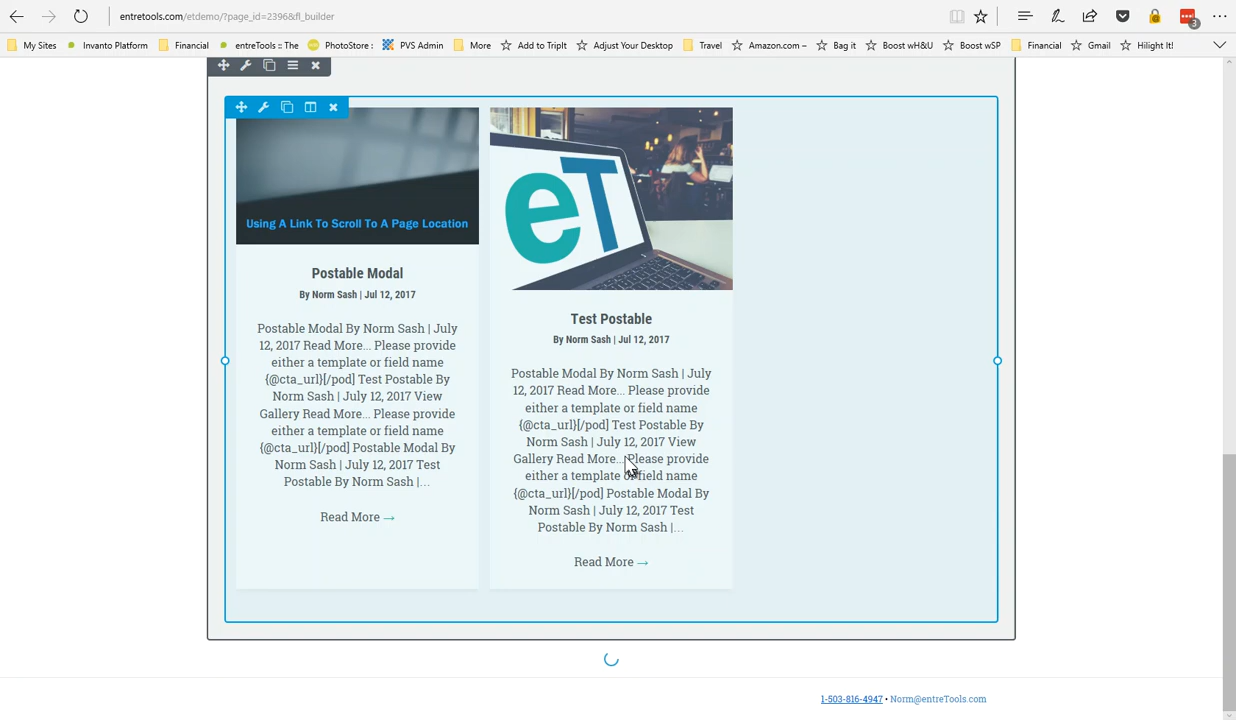 entretools.com/etdemo/?page_id=2396&fl_builder
3
My Sites
Invanto Platform
Financial
entreTools :: The
PhotoStore :
PVS Admin
More
Add to TripIt
Adjust Your Desktop
Travel
Amazon.com –
Bag it
Boost wH&U
Boost wSP
Financial
Gmail
Hilight It!
Using A Link To Scroll To A Page Location
Postable Modal
By Norm Sash | Jul 12, 2017
Postable Modal By Norm Sash | July
12, 2017 Read More... Please provide
either a template or field name
{@cta_url}[/pod] Test Postable By
Norm Sash | July 12, 2017 View
Gallery Read More... Please provide
either a template or field name
{@cta_url}[/pod] Postable Modal By
Norm Sash | July 12, 2017 Test
Postable By Norm Sash |…
Read More →
eT
Test Postable
By Norm Sash | Jul 12, 2017
Postable Modal By Norm Sash | July
12, 2017 Read More... Please provide
either a template or field name
{@cta_url}[/pod] Test Postable By
Norm Sash | July 12, 2017 View
Gallery Read More... Please provide
either a template or field name
{@cta_url}[/pod] Postable Modal By
Norm Sash | July 12, 2017 Test
Postable By Norm Sash |…
Read More →
1-503-816-4947 • Norm@entreTools.com